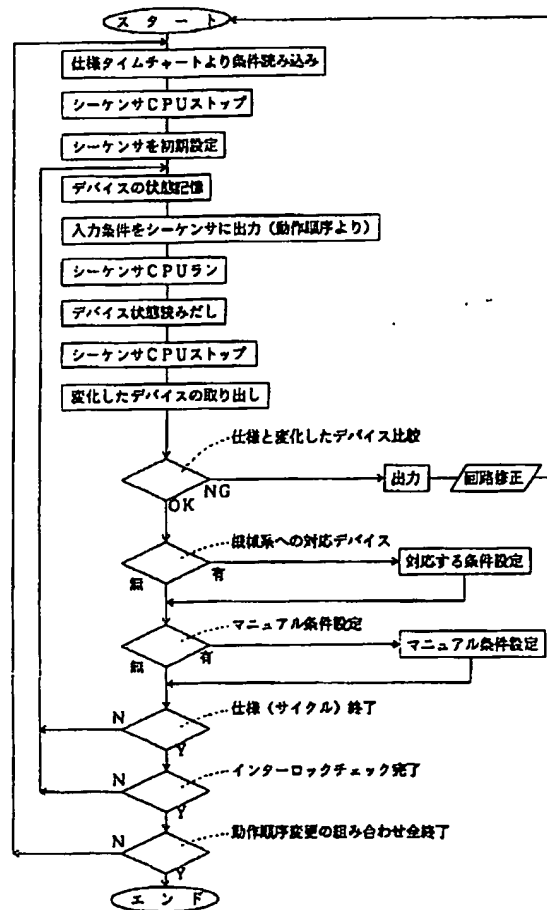 スタート
仕様タイムチャートより条件読み込み
シーケンサCPUストップ
シーケンサを初期設定
デバイスの状態記憶
入力条件をシーケンサに出力（動作順序より）
シーケンサCPUラン
デバイス状態読みだし
シーケンサCPUストップ
変化したデバイスの取り出し
仕様と変化したデバイス比較
NG
出力
回路修正
OK
機械系への対応デバイス
無
有
対応する条件設定
マニュアル条件設定
無
有
マニュアル条件設定
仕様（サイクル）終了
N
Y
インターロックチェック完了
N
Y
動作順序変更の組み合わせ全終了
N
Y
エンド